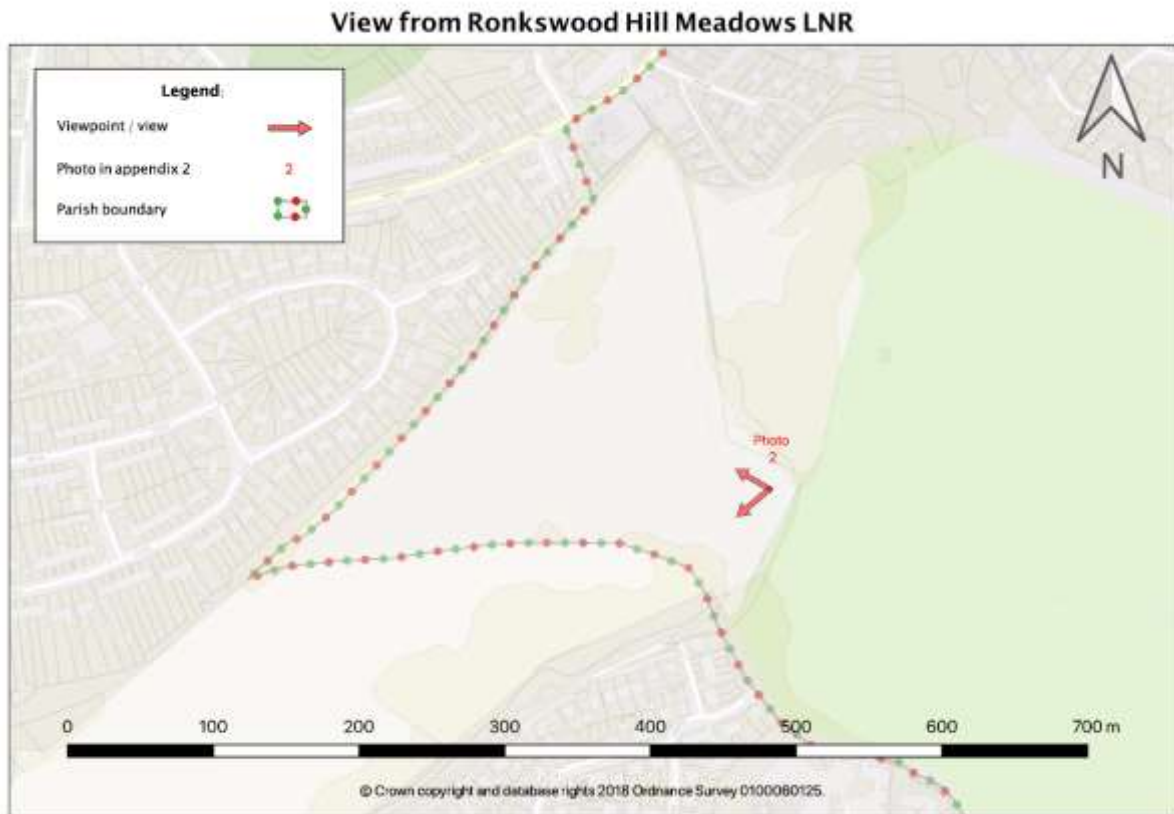 View from Ronkswood Hill Meadows LNR
Legend:
Viewpoint / view
Photo in appendix 2
2
Parish boundary
N
Photo
2
0 100 200 300 400 500 600 700 m
© Crown copyright and database rights 2018 Ordnance Survey 0100060125.